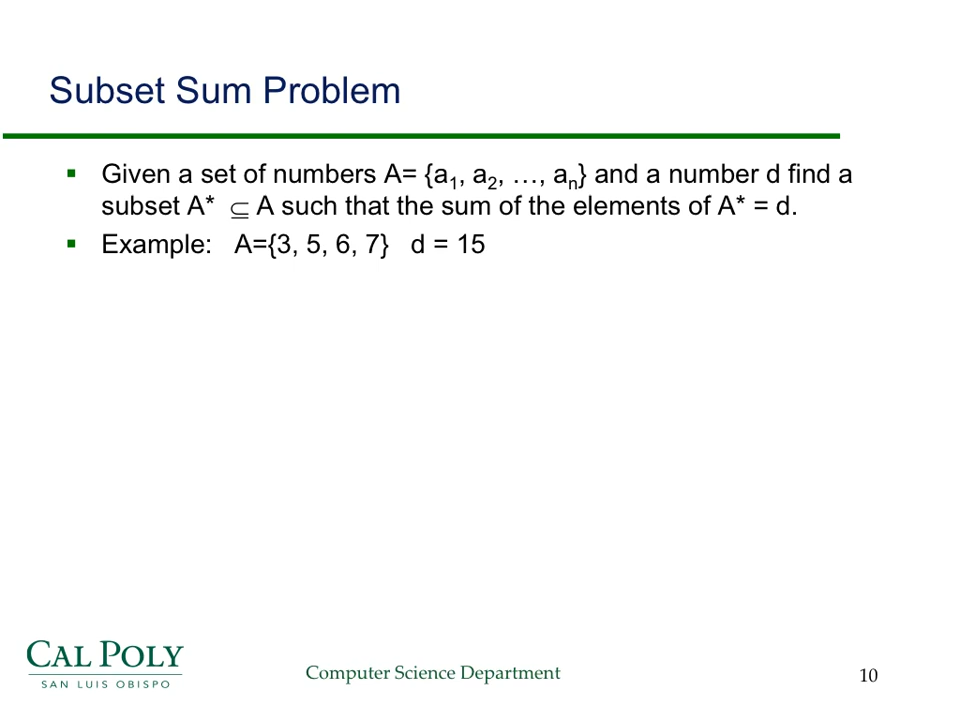 Subset Sum Problem
▪ Given a set of numbers A= {a₁, a₂, …, aₙ} and a number d find a
subset A* ⊆ A such that the sum of the elements of A* = d.
▪ Example: A={3, 5, 6, 7} d = 15
CAL POLY
SAN LUIS OBISPO
Computer Science Department
10